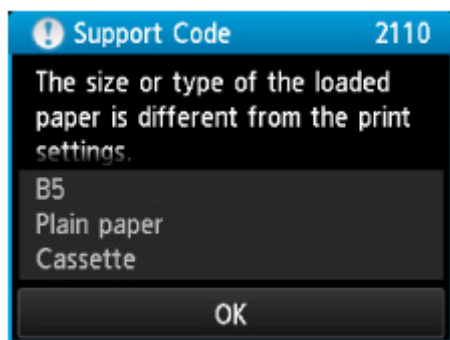 Support Code 2110
The size or type of the loaded
paper is different from the print
settings.
B5
Plain paper
Cassette
OK